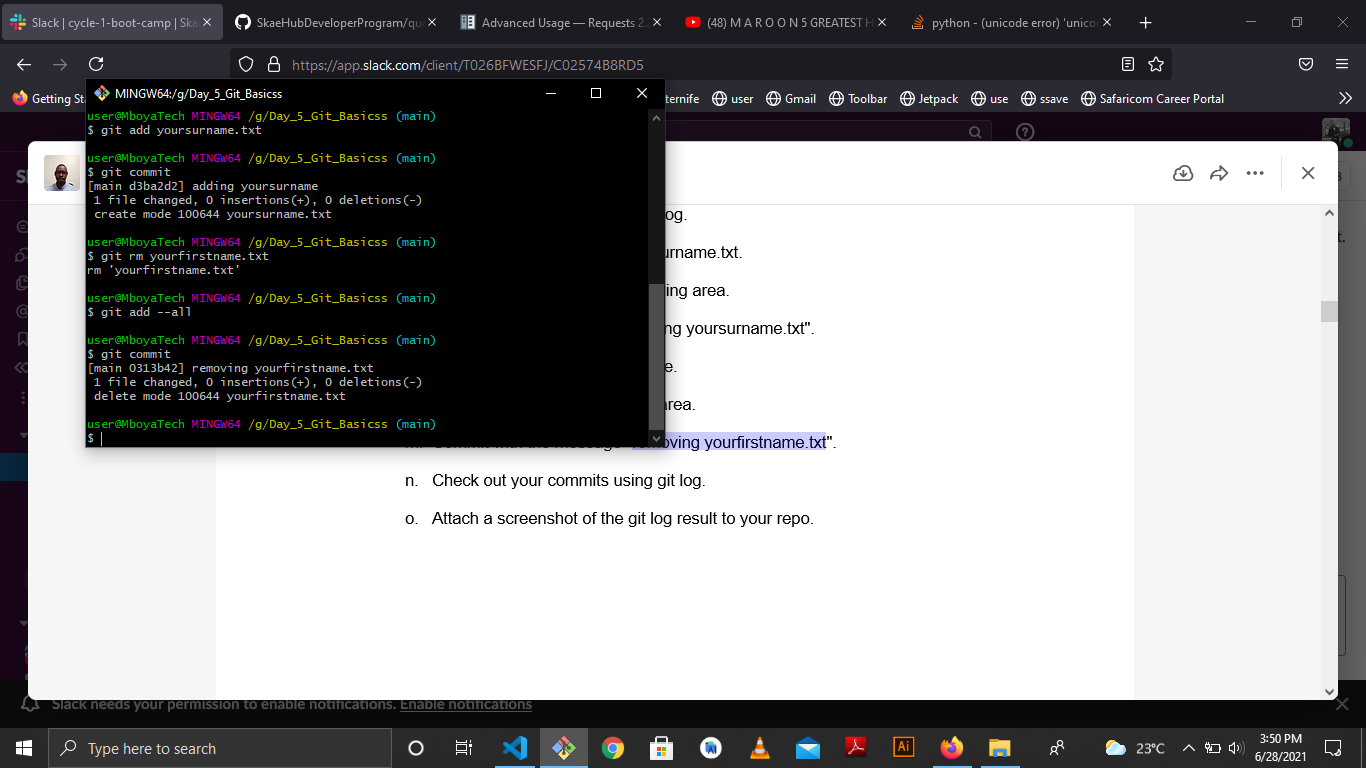 Slack | cycle-1-boot-camp | Ska
SkaeHubDeveloperProgram/qu
Advanced Usage — Requests 2.
(48) M A R O O N 5 GREATEST H
python - (unicode error) 'unico
https://app.slack.com/client/T026BFWESFJ/C02574B8RD5
Getting St
ternife
user
Gmail
Toolbar
Jetpack
use
ssave
Safaricom Career Portal
MINGW64:/g/Day_5_Git_Basicss
user@MboyaTech MINGW64 /g/Day_5_Git_Basicss (main)
$ git add yoursurname.txt
user@MboyaTech MINGW64 /g/Day_5_Git_Basicss (main)
$ git commit
[main d3ba2d2] adding yoursurname
1 file changed, 0 insertions(+), 0 deletions(-)
create mode 100644 yoursurname.txt
user@MboyaTech MINGW64 /g/Day_5_Git_Basicss (main)
$ git rm yourfirstname.txt
rm 'yourfirstname.txt'
user@MboyaTech MINGW64 /g/Day_5_Git_Basicss (main)
$ git add --all
user@MboyaTech MINGW64 /g/Day_5_Git_Basicss (main)
$ git commit
[main 0313b42] removing yourfirstname.txt
1 file changed, 0 insertions(+), 0 deletions(-)
delete mode 100644 yourfirstname.txt
user@MboyaTech MINGW64 /g/Day_5_Git_Basicss (main)
$
og.
urname.txt.
ing area.
ng yoursurname.txt".
e.
area.
moving yourfirstname.txt".
n. Check out your commits using git log.
o. Attach a screenshot of the git log result to your repo.
Slack needs your permission to enable notifications. Enable notifications
Type here to search
23°C
3:50 PM
6/28/2021